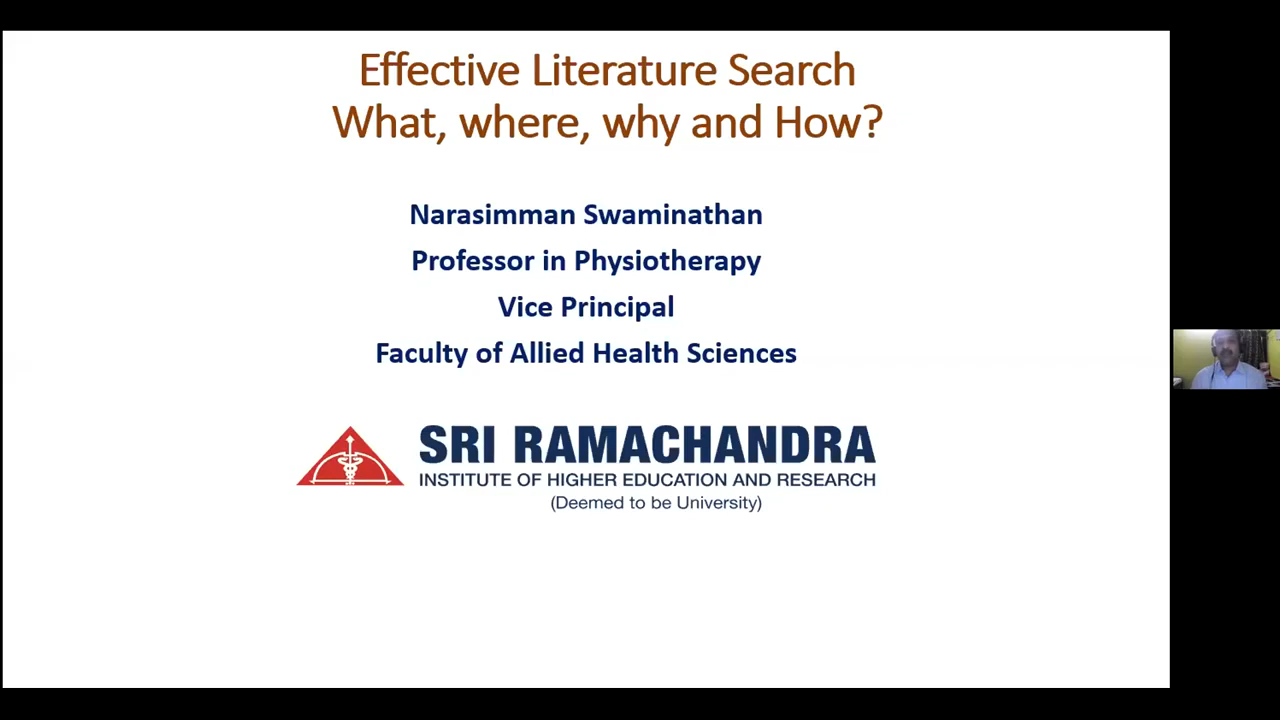 Effective Literature Search
What, where, why and How?
Narasimman Swaminathan
Professor in Physiotherapy
Vice Principal
Faculty of Allied Health Sciences
SRI RAMACHANDRA
INSTITUTE OF HIGHER EDUCATION AND RESEARCH
(Deemed to be University)